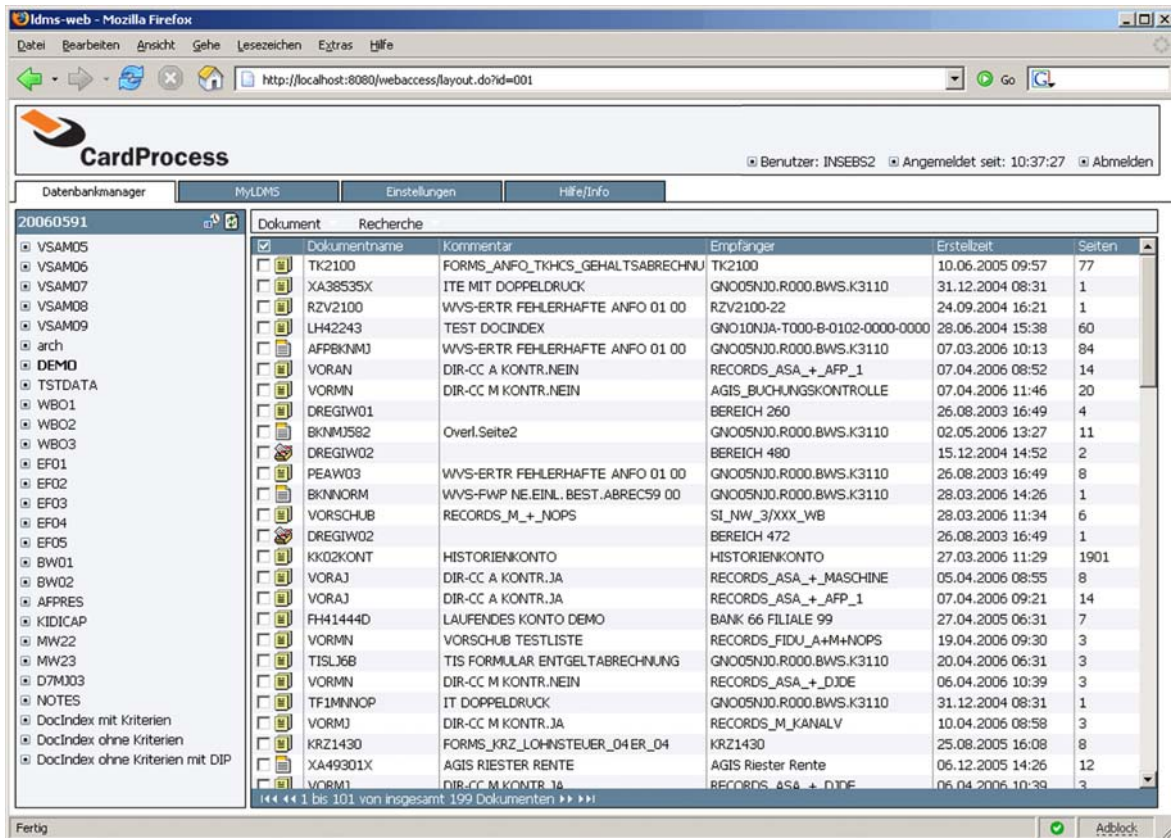 ldms-web - Mozilla Firefox
Datei Bearbeiten Ansicht Gehe Lesezeichen Extras Hilfe
http://localhost:8080/webaccess/layout.do?id=001 Go G
CardProcess
Benutzer: INSEBS2 Angemeldet seit: 10:37:27 Abmelden
Datenbankmanager MyLDMS Einstellungen Hilfe/Info
20060591
VSAM05
VSAM06
VSAM07
VSAM08
VSAM09
arch
DEMO
TSTDATA
WBO1
WBO2
WBO3
EF01
EF02
EF03
EF04
EF05
BW01
BW02
AFPRES
KIDICAP
MW22
MW23
D7MJ03
NOTES
DocIndex mit Kriterien
DocIndex ohne Kriterien
DocIndex ohne Kriterien mit DIP
Dokument Recherche
Dokumentname Kommentar Empfänger Erstellzeit Seiten
TK2100 FORMS_ANFO_TKHCS_GEHALTSABRECHNU TK2100 10.06.2005 09:57 77
XA38535X ITE MIT DOPPELDRUCK GNO05NJ0.R000.BWS.K3110 31.12.2004 08:31 1
RZV2100 WVS-ERTR FEHLERHAFTE ANFO 01 00 RZV2100-22 24.09.2004 16:21 1
LH42243 TEST DOCINDEX GNO10NJA-T000-B-0102-0000-0000 28.06.2004 15:38 60
AFPBKNMJ WVS-ERTR FEHLERHAFTE ANFO 01 00 GNO05NJ0.R000.BWS.K3110 07.03.2006 10:13 84
VORAN DIR-CC A KONTR.NEIN RECORDS_ASA_+_AFP_1 07.04.2006 08:52 14
VORMN DIR-CC M KONTR.NEIN AGIS_BUCHUNGSKONTROLLE 07.04.2006 11:46 20
DREGIW01 BEREICH 260 26.08.2003 16:49 4
BKNMJ582 Overl.Seite2 GNO05NJ0.R000.BWS.K3110 02.05.2006 13:27 11
DREGIW02 BEREICH 480 15.12.2004 14:52 2
PEAW03 WVS-ERTR FEHLERHAFTE ANFO 01 00 GNO05NJ0.R000.BWS.K3110 26.08.2003 16:49 8
BKNNORM WVS-FWP NE.EINL.BEST.ABREC59 00 GNO05NJ0.R000.BWS.K3110 28.03.2006 14:26 1
VORSCHUB RECORDS_M_+_NOPS SI_NW_3/XXX_WB 28.03.2006 11:34 6
DREGIW02 BEREICH 472 26.08.2003 16:49 1
KK02KONT HISTORIENKONTO HISTORIENKONTO 27.03.2006 11:29 1901
VORAJ DIR-CC A KONTR.JA RECORDS_ASA_+_MASCHINE 05.04.2006 08:55 8
VORAJ DIR-CC A KONTR.JA RECORDS_ASA_+_AFP_1 07.04.2006 09:21 14
FH41444D LAUFENDES KONTO DEMO BANK 66 FILIALE 99 27.04.2005 06:31 7
VORMN VORSCHUB TESTLISTE RECORDS_FIDU_A+M+NOPS 19.04.2006 09:30 3
TISLJ6B TIS FORMULAR ENTGELTABRECHNUNG GNO05NJ0.R000.BWS.K3110 20.04.2006 06:31 3
VORMN DIR-CC M KONTR.NEIN RECORDS_ASA_+_DJDE 06.04.2006 10:39 3
TF1MNNOP IT DOPPELDRUCK GNO05NJ0.R000.BWS.K3110 31.12.2004 08:31 1
VORMJ DIR-CC M KONTR.JA RECORDS_M_KANALV 10.04.2006 08:58 3
KRZ1430 FORMS_KRZ_LOHNSTEUER_04 ER_04 KRZ1430 25.08.2005 16:08 8
XA49301X AGIS RIESTER RENTE AGIS Riester Rente 06.12.2005 14:26 12
VORMJ DIR-CC M KONTR.JA RECORDS_ASA_+_DJDE 06.04.2006 10:39 3
1 bis 101 von insgesamt 199 Dokumenten
Fertig Adblock